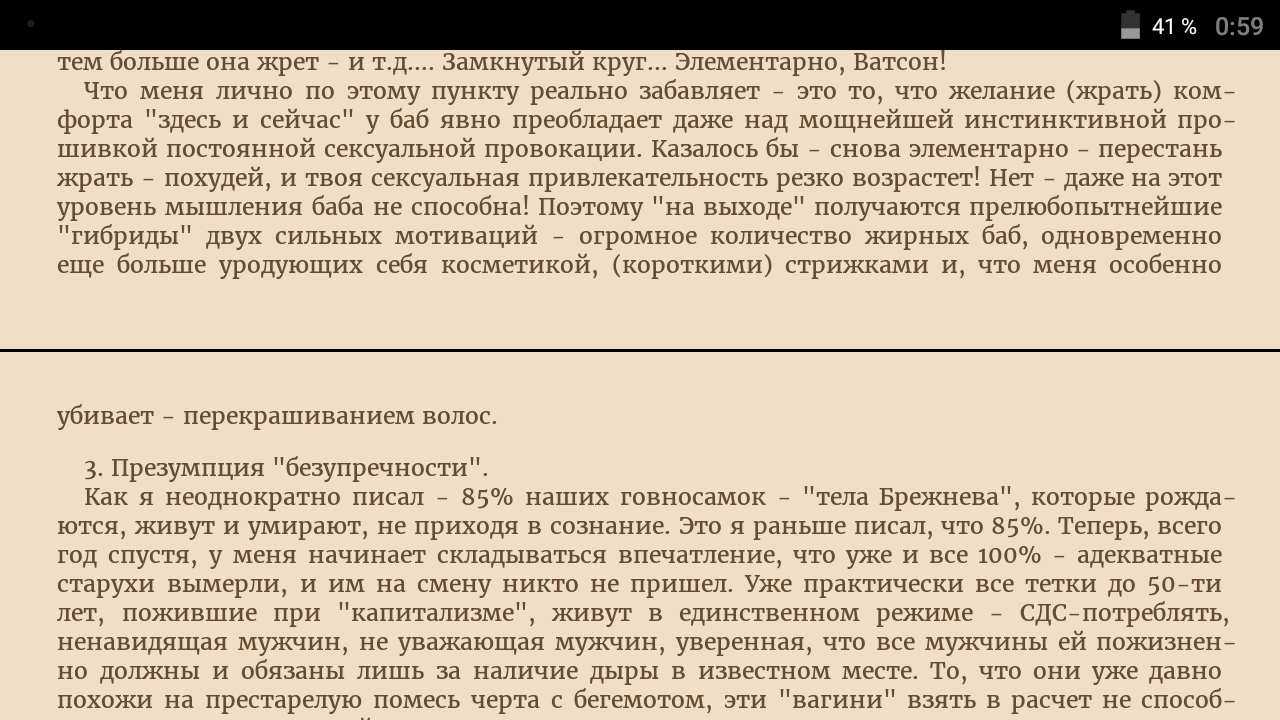 41 % 0:59
тем больше она жрет – и т.д.... Замкнутый круг... Элементарно, Ватсон!
Что меня лично по этому пункту реально забавляет – это то, что желание (жрать) ком-
форта "здесь и сейчас" у баб явно преобладает даже над мощнейшей инстинктивной про-
шивкой постоянной сексуальной провокации. Казалось бы – снова элементарно – перестань
жрать – похудей, и твоя сексуальная привлекательность резко возрастет! Нет – даже на этот
уровень мышления баба не способна! Поэтому "на выходе" получаются прелюбопытнейшие
"гибриды" двух сильных мотиваций – огромное количество жирных баб, одновременно
еще больше уродующих себя косметикой, (короткими) стрижками и, что меня особенно
убивает – перекрашиванием волос.
3. Презумпция "безупречности".
Как я неоднократно писал – 85% наших говносамок – "тела Брежнева", которые рожда-
ются, живут и умирают, не приходя в сознание. Это я раньше писал, что 85%. Теперь, всего
год спустя, у меня начинает складываться впечатление, что уже и все 100% – адекватные
старухи вымерли, и им на смену никто не пришел. Уже практически все тетки до 50-ти
лет, пожившие при "капитализме", живут в единственном режиме – СДС-потреблять,
ненавидящая мужчин, не уважающая мужчин, уверенная, что все мужчины ей пожизнен-
но должны и обязаны лишь за наличие дыры в известном месте. То, что они уже давно
похожи на престарелую помесь черта с бегемотом, эти "вагини" взять в расчет не способ-